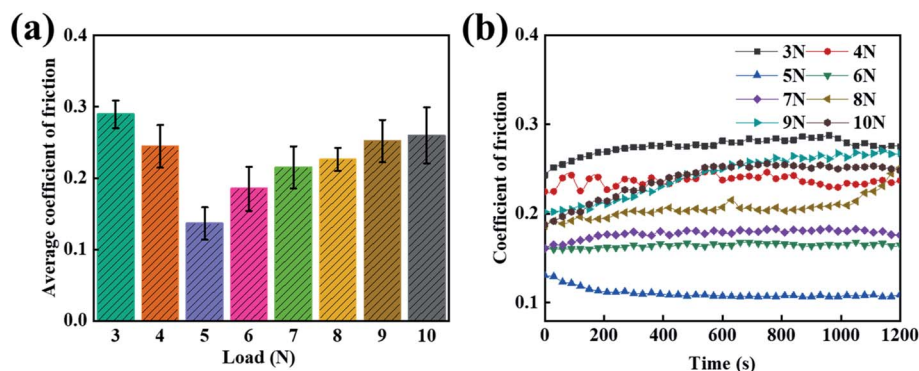 (a)
Average coefficient of friction
0.4
0.3
0.2
0.1
0.0
3 4 5 6 7 8 9 10
Load (N)
(b)
Coefficient of friction
0.4
0.3
0.2
0.1
3N 4N
5N 6N
7N 8N
9N 10N
0 200 400 600 800 1000 1200
Time (s)